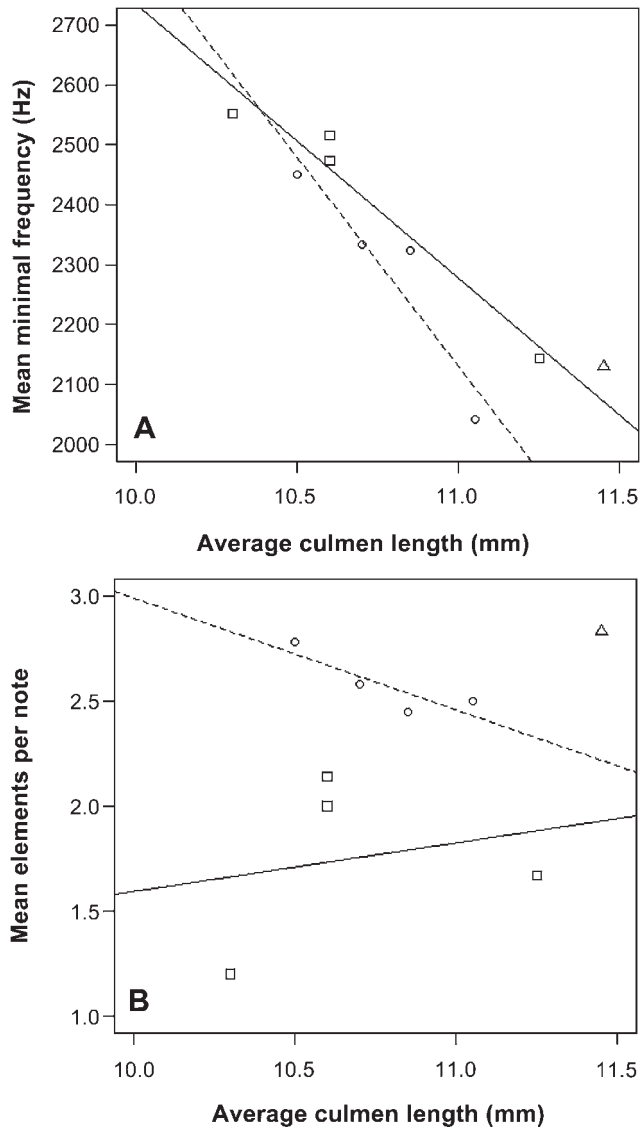 2700
2600
2500
2400
2300
2200
2100
2000
Mean minimal frequency (Hz)
A
10.0 10.5 11.0 11.5
Average culmen length (mm)
3.0
2.5
2.0
1.5
1.0
Mean elements per note
B
10.0 10.5 11.0 11.5
Average culmen length (mm)